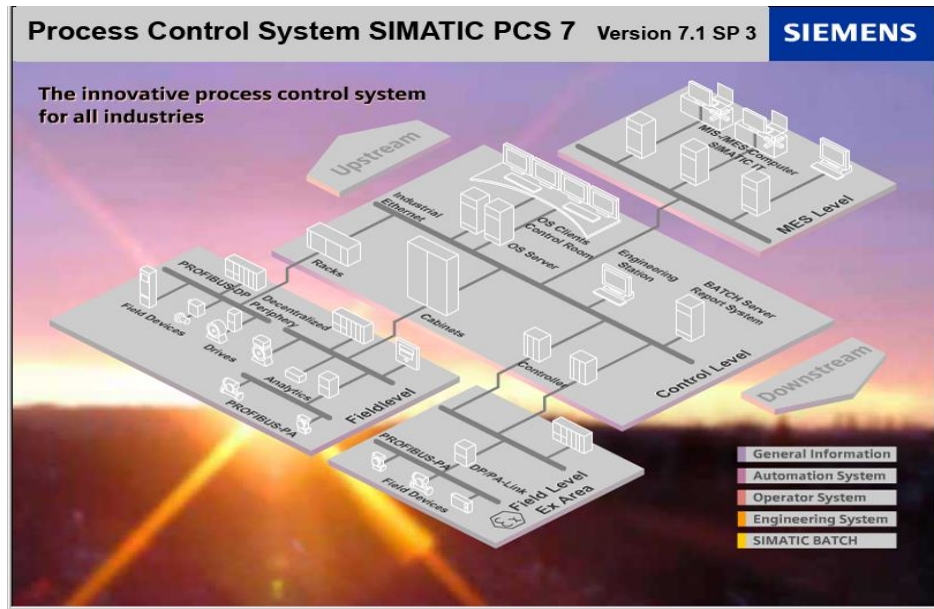 Process Control System SIMATIC PCS 7 Version 7.1 SP 3
SIEMENS
The innovative process control system
for all industries
Upstream
MIS-/MES/Computer
SIMATIC IT
MES Level
Industrial
Ethernet
OS Clients
Control Room
OS Server
Engineering
Station
BATCH Server
Report System
Racks
Cabinets
Controller
Control Level
Downstream
PROFIBUS-DP
Decentralized
Periphery
Field Devices
Drives
Analytics
PROFIBUS-PA
Fieldlevel
PROFIBUS-PA
DP/PA-Link
Field Devices
Field Level
Ex Area
Ex
General Information
Automation System
Operator System
Engineering System
SIMATIC BATCH